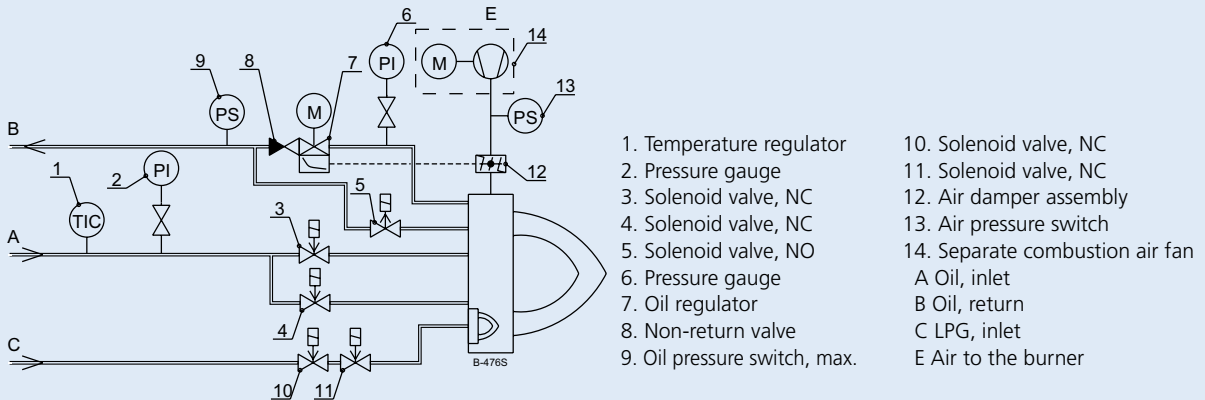 E
6
14
9
8
7
PI
M
13
PS
M
PS
B
1
2
PI
12
5
TIC
3
A
4
C
10
11
B-476S
1. Temperature regulator
2. Pressure gauge
3. Solenoid valve, NC
4. Solenoid valve, NC
5. Solenoid valve, NO
6. Pressure gauge
7. Oil regulator
8. Non-return valve
9. Oil pressure switch, max.
10. Solenoid valve, NC
11. Solenoid valve, NC
12. Air damper assembly
13. Air pressure switch
14. Separate combustion air fan
A Oil, inlet
B Oil, return
C LPG, inlet
E Air to the burner